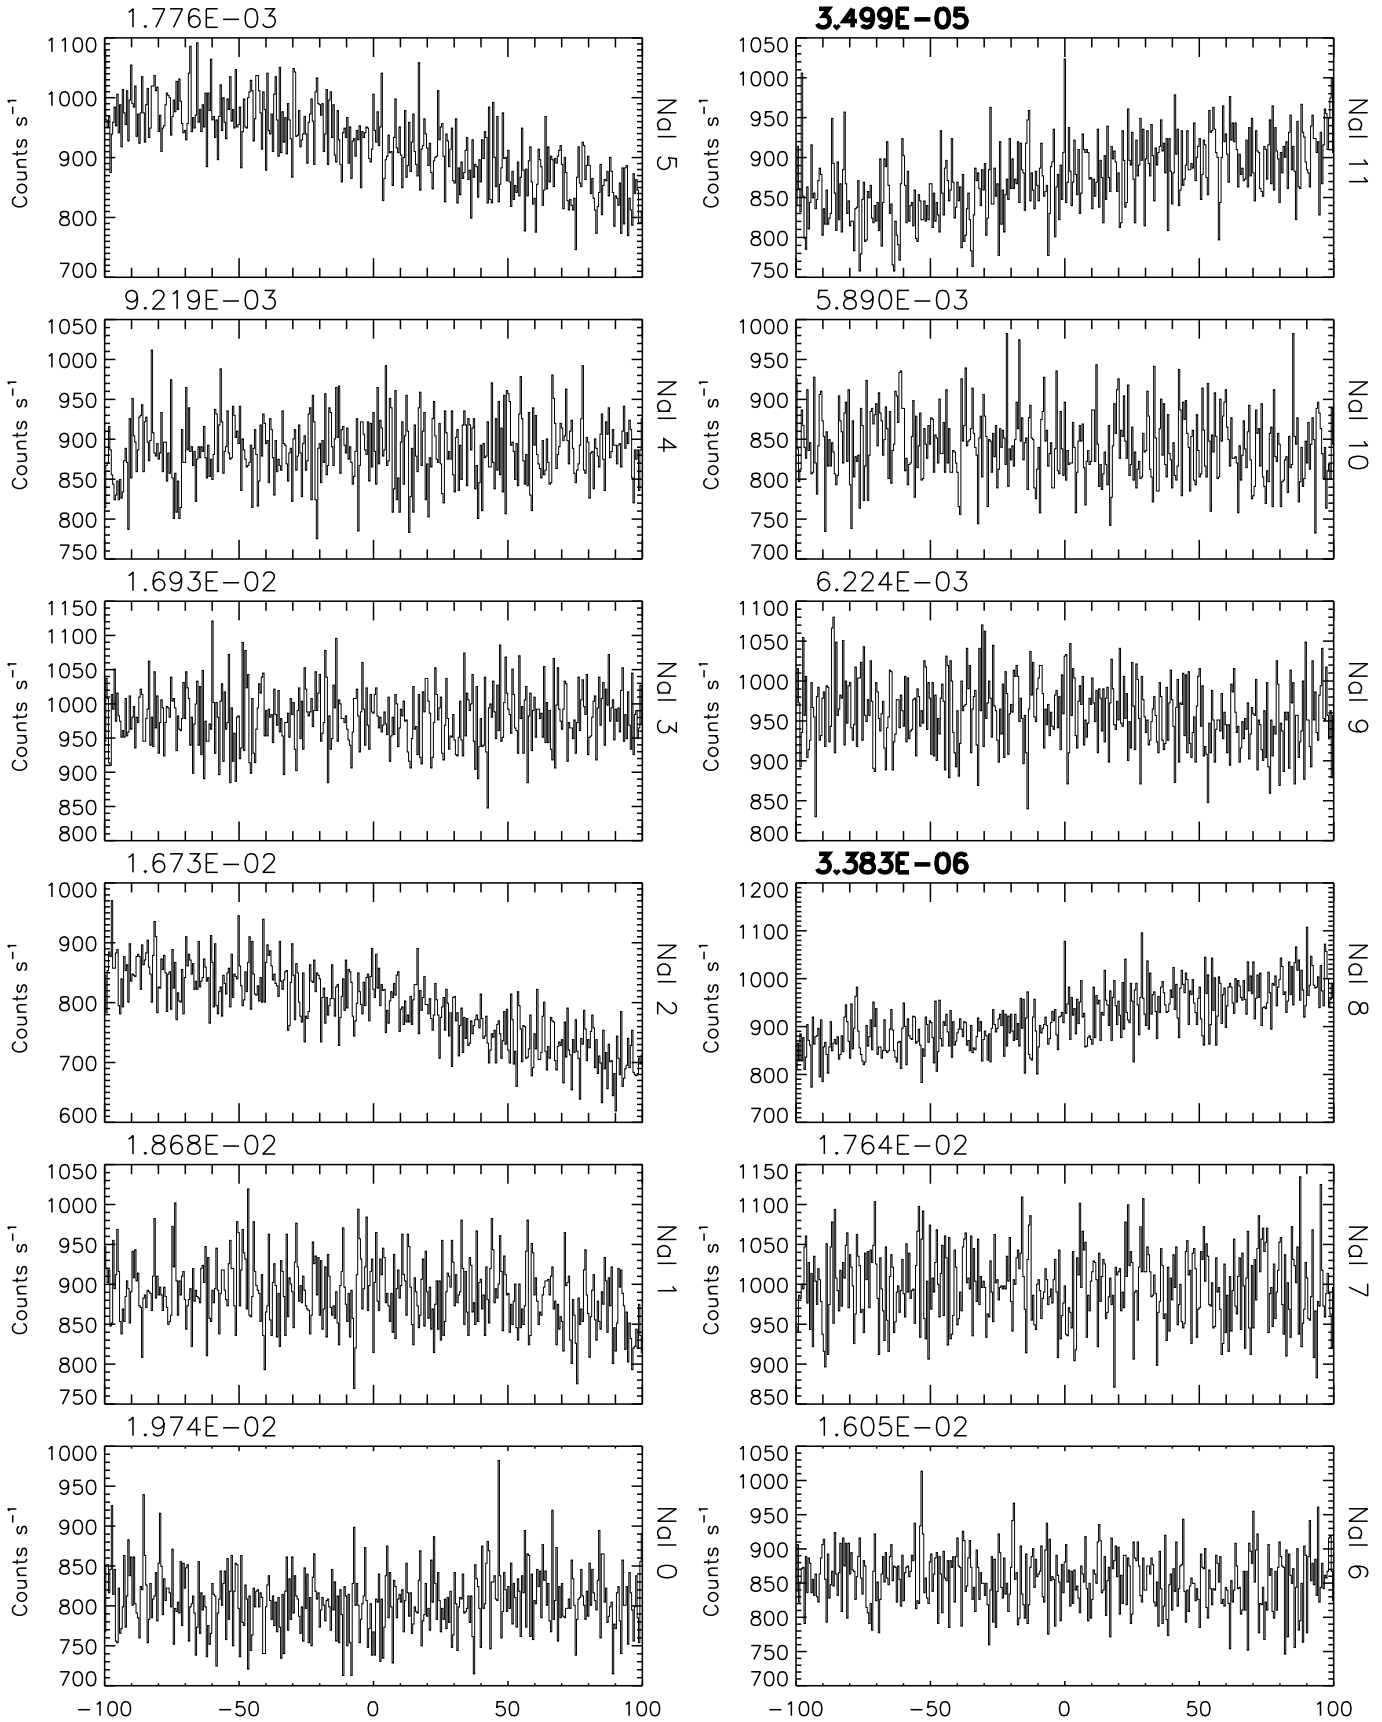 1.776E−03
3.499E−05
1100
1000
900
800
700
Counts s⁻¹
NaI 5
1050
1000
950
900
850
800
750
Counts s⁻¹
NaI 11
9.219E−03
5.890E−03
1050
1000
950
900
850
800
750
Counts s⁻¹
NaI 4
1000
950
900
850
800
750
700
Counts s⁻¹
NaI 10
1.693E−02
6.224E−03
1150
1100
1050
1000
950
900
850
800
Counts s⁻¹
NaI 3
1100
1050
1000
950
900
850
800
Counts s⁻¹
NaI 9
1.673E−02
3.383E−06
1000
900
800
700
600
Counts s⁻¹
NaI 2
1200
1100
1000
900
800
700
Counts s⁻¹
NaI 8
1.868E−02
1.764E−02
1050
1000
950
900
850
800
750
Counts s⁻¹
NaI 1
1150
1100
1050
1000
950
900
850
Counts s⁻¹
NaI 7
1.974E−02
1.605E−02
1000
950
900
850
800
750
700
Counts s⁻¹
NaI 0
1050
1000
950
900
850
800
750
700
Counts s⁻¹
NaI 6
−100 −50 0 50 100
−100 −50 0 50 100